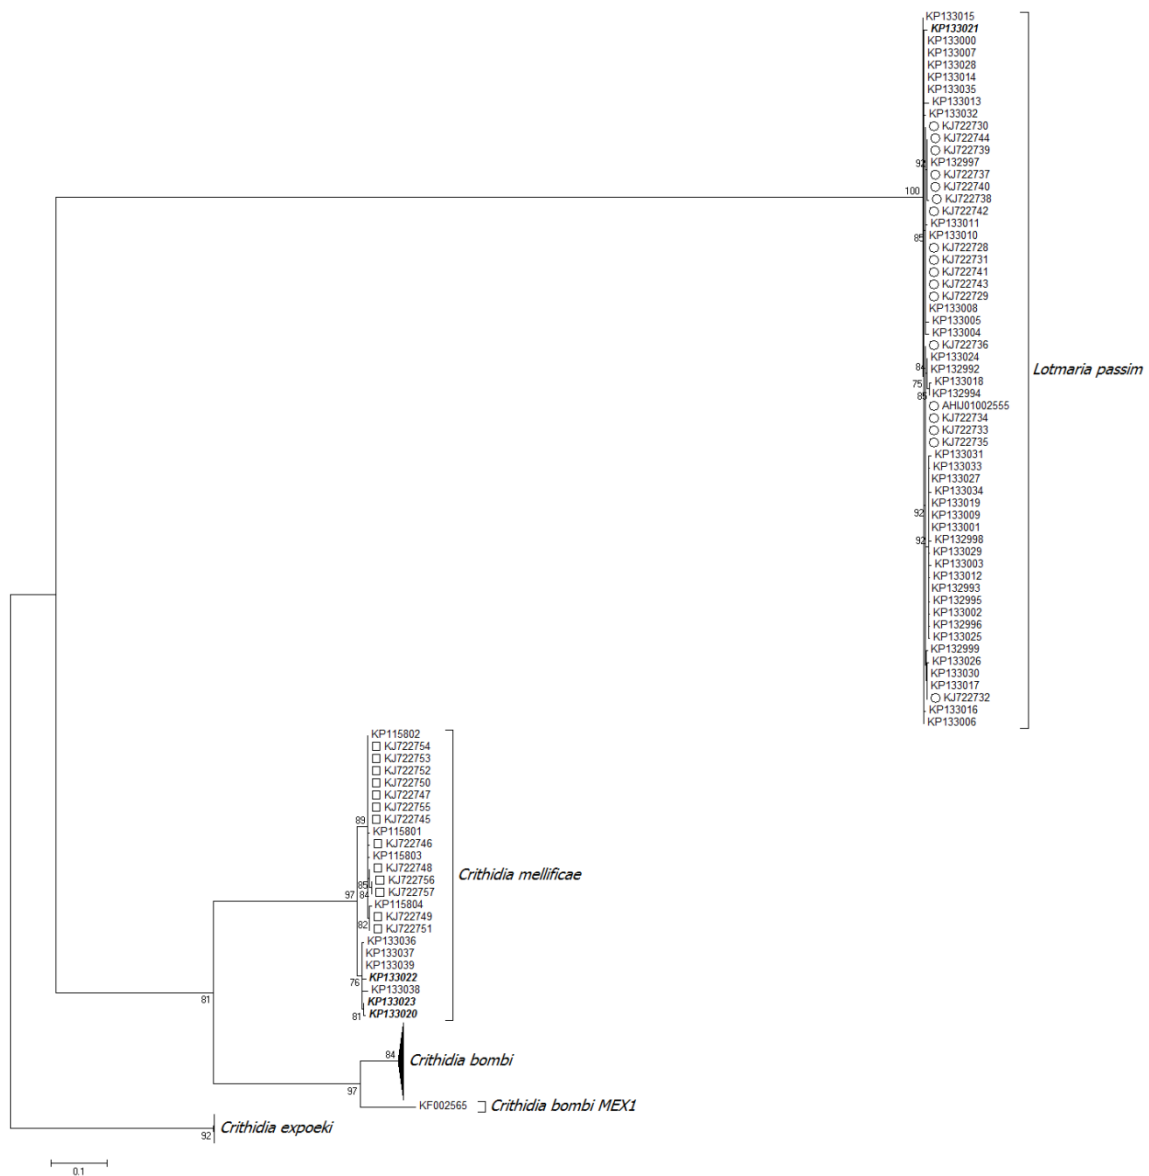 KP133015
KP133021
KP133000
KP133007
KP133028
KP133014
KP133035
KP133013
KP133032
KJ722730
KJ722744
KJ722739
92
KP132997
KJ722737
KJ722740
100
KJ722738
KJ722742
KP133011
85
KP133010
KJ722728
KJ722731
KJ722741
KJ722743
KJ722729
KP133008
KP133005
KP133004
KJ722736
KP133024
84
KP132992
Lotmaria passim
75
KP133018
85
KP132994
AHIJ01002555
KJ722734
KJ722733
KJ722735
KP133031
KP133033
KP133027
KP133034
KP133019
92
KP133009
KP133001
92
KP132998
KP133029
KP133003
KP133012
KP132993
KP132995
KP133002
KP132996
KP133025
KP132999
KP133026
KP133030
KP133017
KJ722732
KP133016
KP133006
KP115802
KJ722754
KJ722753
KJ722752
KJ722750
KJ722747
KJ722755
89
KJ722745
KP115801
KJ722746
KP115803
KJ722748
Crithidia mellificae
85
KJ722756
97
84
KJ722757
KP115804
KJ722749
82
KJ722751
KP133036
KP133037
KP133039
76
KP133022
KP133038
81
KP133023
81
KP133020
84
Crithidia bombi
97
KF002565
Crithidia bombi MEX1
Crithidia expoeki
92
0.1